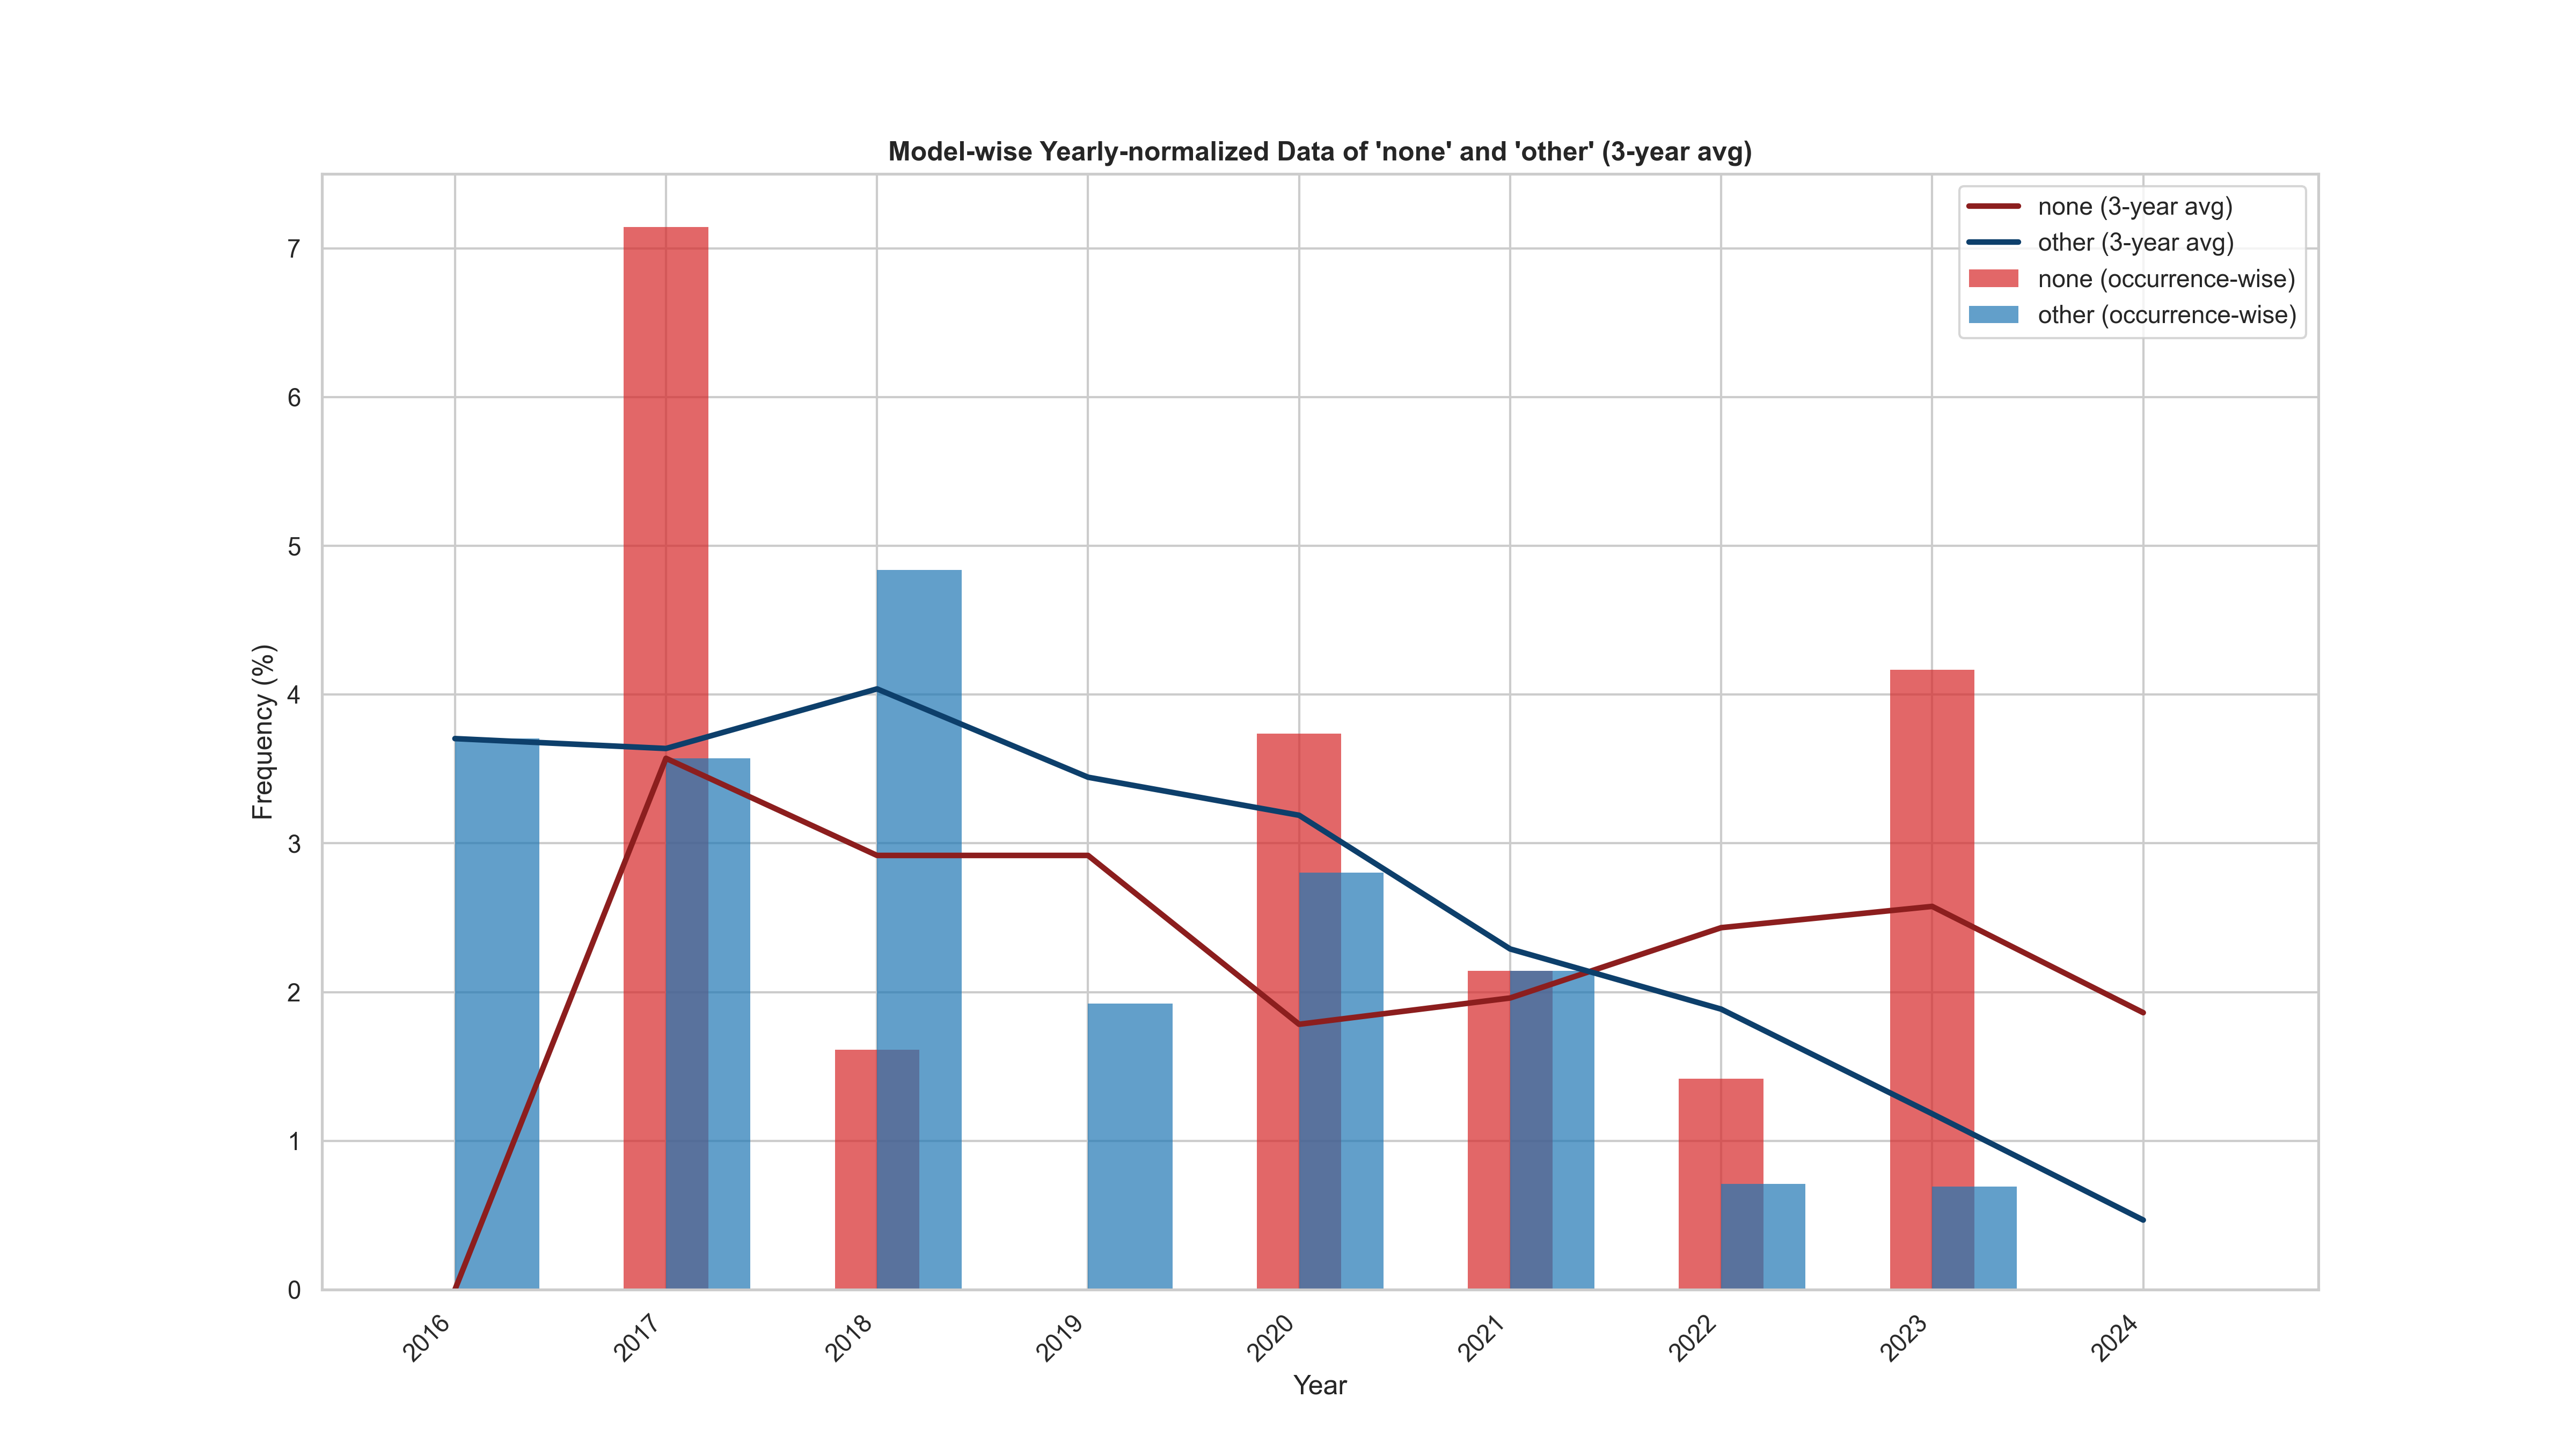 Model-wise Yearly-normalized Data of 'none' and 'other' (3-year avg)
none (3-year avg)
other (3-year avg)
none (occurrence-wise)
other (occurrence-wise)
Frequency (%)
7
6
5
4
3
2
1
0
2016
2017
2018
2019
2020
2021
2022
2023
2024
Year